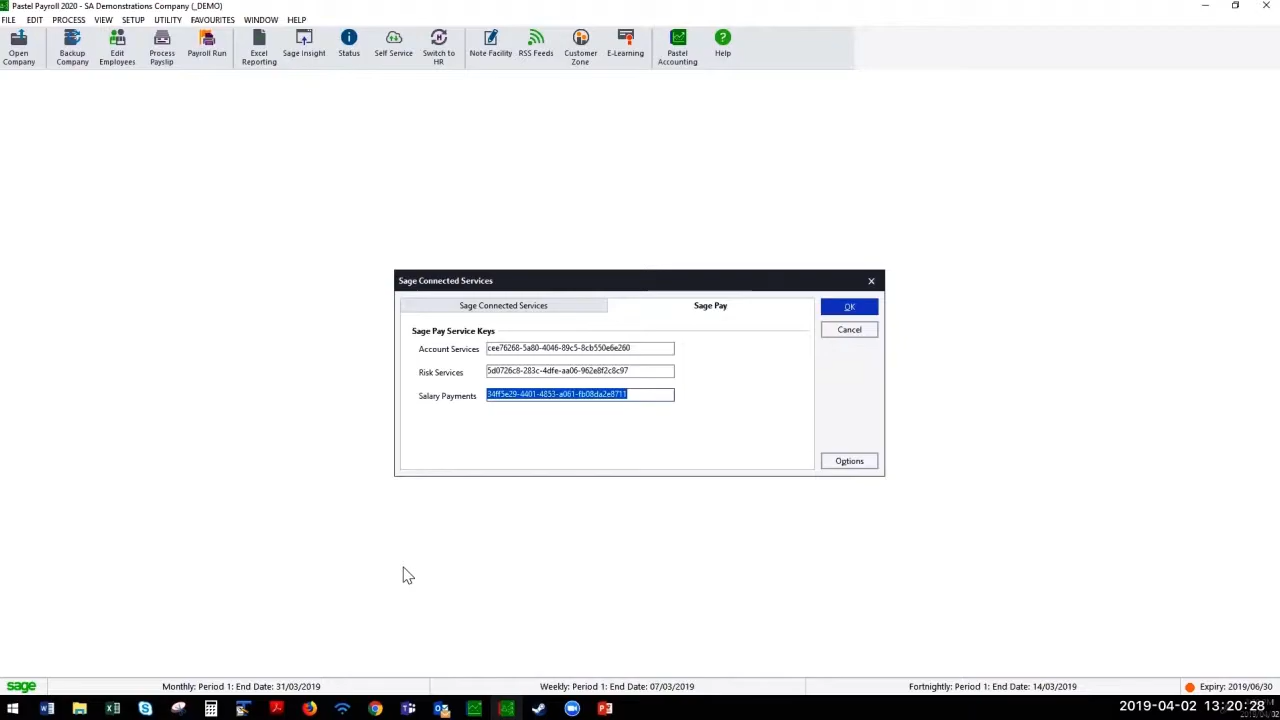 Pastel Payroll 2020 - SA Demonstrations Company (_DEMO)
FILE EDIT PROCESS VIEW SETUP UTILITY FAVOURITES WINDOW HELP
Open Company
Backup Company
Edit Employees
Process Payslip
Payroll Run
Excel Reporting
Sage Insight
Status
Self Service
Switch to HR
Note Facility
RSS Feeds
Customer Zone
E-Learning
Pastel Accounting
Help
Sage Connected Services
Sage Connected Services
Sage Pay
OK
Sage Pay Service Keys
Cancel
Account Services cee76268-5a80-4046-89c5-8cb550e6e260
Risk Services 5d0726c8-283c-4dfe-aa06-962e8f2c8c97
Salary Payments 34ff5e29-4401-4853-a061-fb08da2e8711
Options
sage
Monthly: Period 1: End Date: 31/03/2019
Weekly: Period 1: End Date: 07/03/2019
Fortnightly: Period 1: End Date: 14/03/2019
Expiry: 2019/06/30
2019-04-02 13:20:28